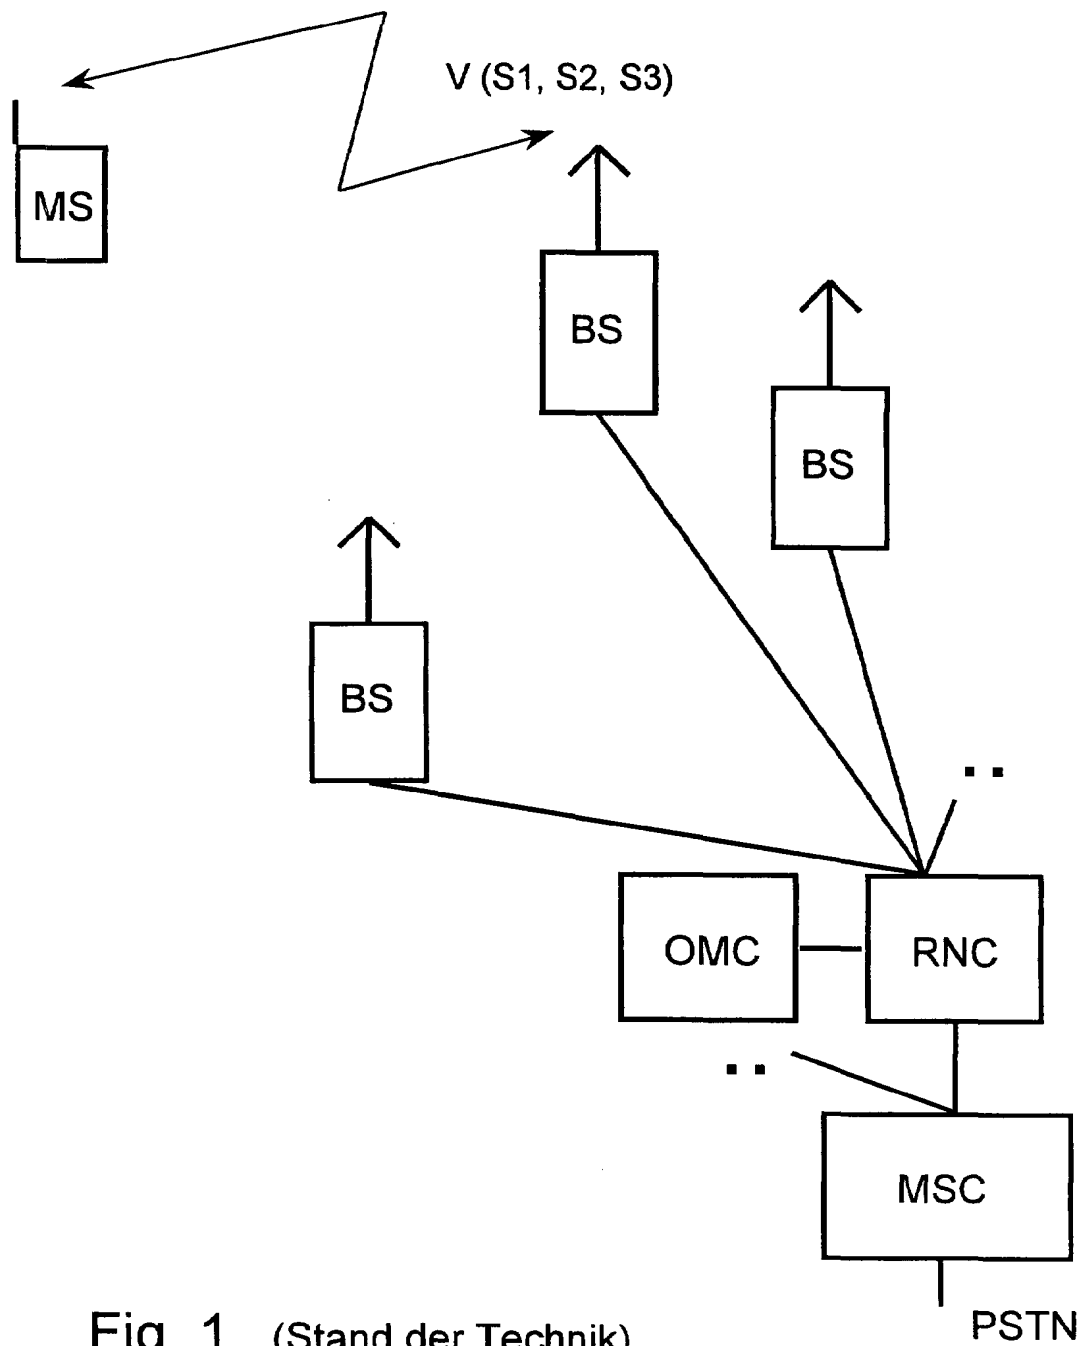 V (S1, S2, S3)
MS
BS
BS
BS
..
OMC
RNC
..
MSC
PSTN
Fig. 1 (Stand der Technik)